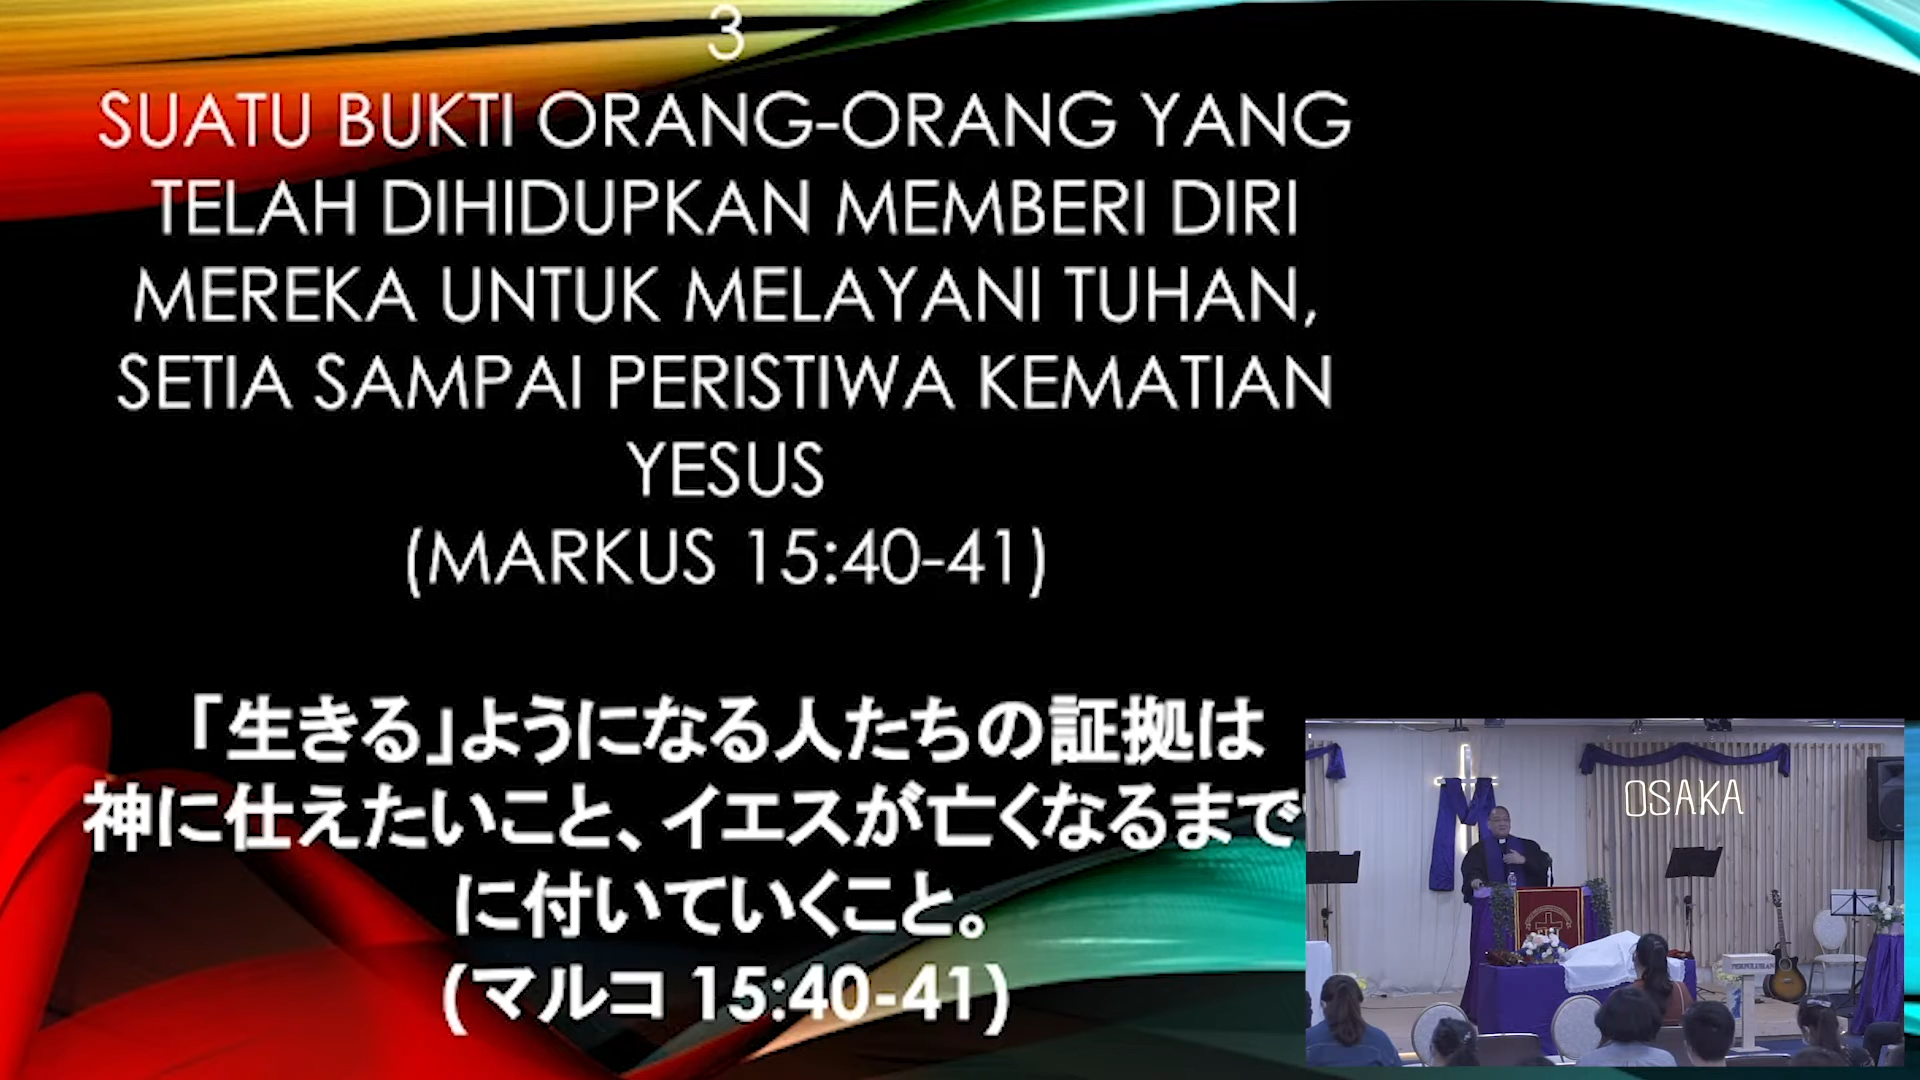 3
SUATU BUKTI ORANG-ORANG YANG
TELAH DIHIDUPKAN MEMBERI DIRI
MEREKA UNTUK MELAYANI TUHAN,
SETIA SAMPAI PERISTIWA KEMATIAN
YESUS
(MARKUS 15:40-41)
「生きる」ようになる人たちの証拠は
神に仕えたいこと、イエスが亡くなるまで
に付いていくこと。
(マルコ 15:40-41)
OSAKA